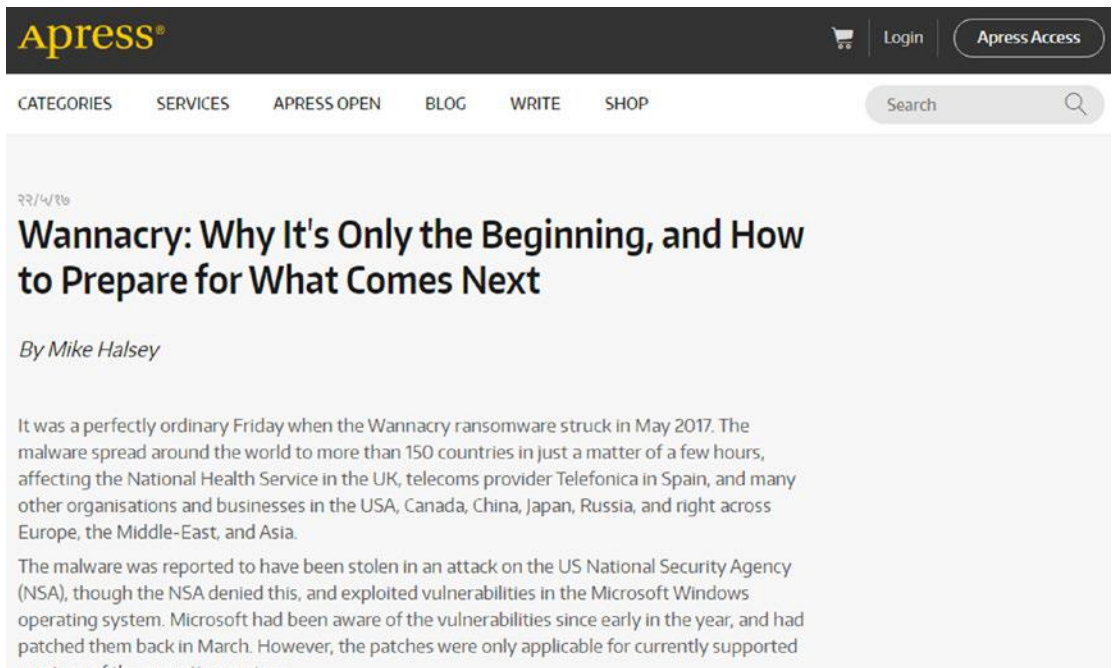 Apress®
Login
Apress Access
CATEGORIES SERVICES APRESS OPEN BLOG WRITE SHOP
Search
२२/५/१७
Wannacry: Why It's Only the Beginning, and How
to Prepare for What Comes Next
By Mike Halsey
It was a perfectly ordinary Friday when the Wannacry ransomware struck in May 2017. The
malware spread around the world to more than 150 countries in just a matter of a few hours,
affecting the National Health Service in the UK, telecoms provider Telefonica in Spain, and many
other organisations and businesses in the USA, Canada, China, Japan, Russia, and right across
Europe, the Middle-East, and Asia.
The malware was reported to have been stolen in an attack on the US National Security Agency
(NSA), though the NSA denied this, and exploited vulnerabilities in the Microsoft Windows
operating system. Microsoft had been aware of the vulnerabilities since early in the year, and had
patched them back in March. However, the patches were only applicable for currently supported